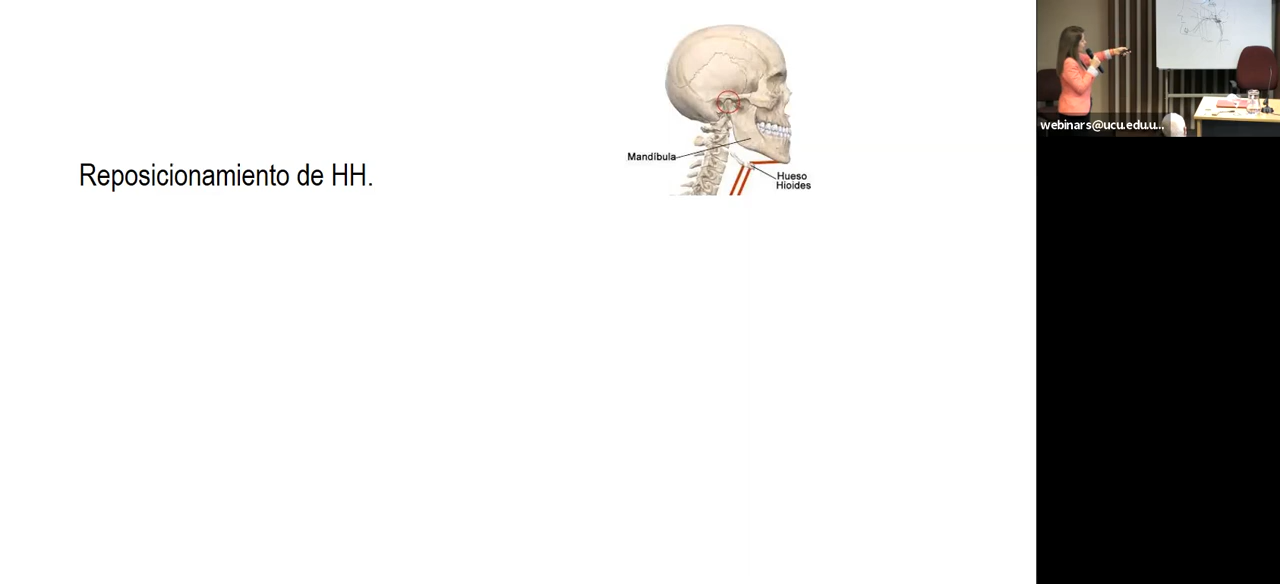 Reposicionamiento de HH.
Mandíbula
Hueso
Hioides
webinars@ucu.edu.u...